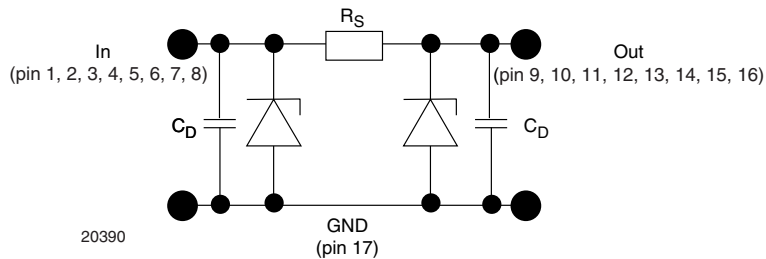 RS
In
(pin 1, 2, 3, 4, 5, 6, 7, 8)
Out
(pin 9, 10, 11, 12, 13, 14, 15, 16)
CD
CD
GND
(pin 17)
20390